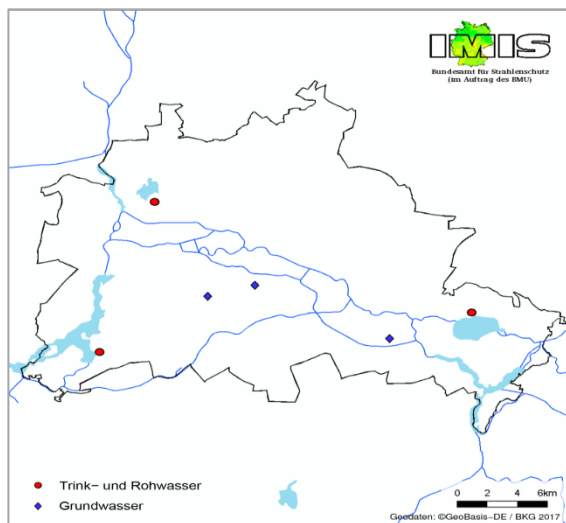 IMIS
Bundesamt für Strahlenschutz
(im Auftrag des BMU)
Trink- und Rohwasser
Grundwasser
0 2 4 6km
Geodaten: ©GeoBasis-DE / BKG 2017